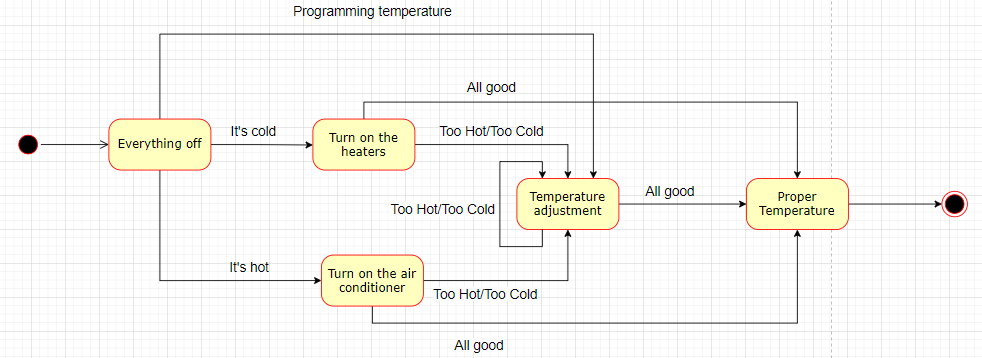 Programming temperature
All good
It's cold
Too Hot/Too Cold
Everything off
Turn on the
heaters
All good
Too Hot/Too Cold
Temperature
adjustment
Proper
Temperature
It's hot
Turn on the air
conditioner
Too Hot/Too Cold
All good